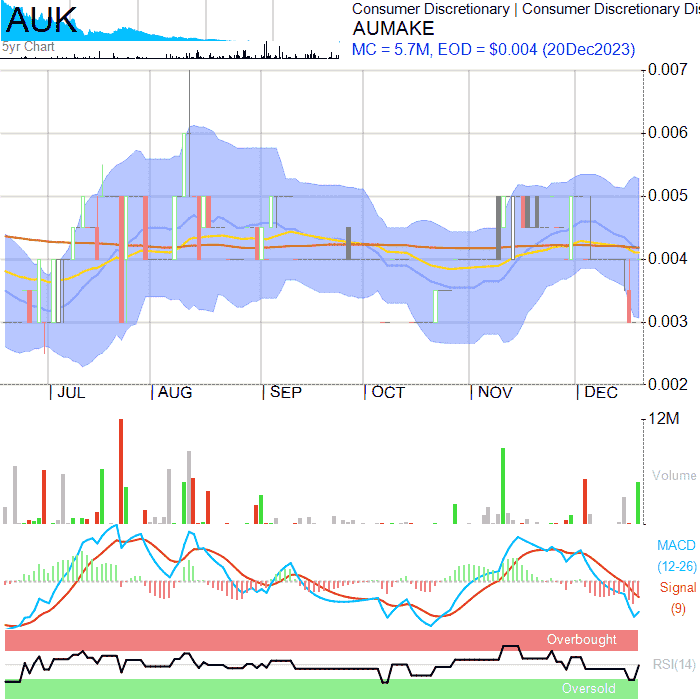 AUK
5yr Chart
Consumer Discretionary | Consumer Discretionary Dis
AUMAKE
MC = 5.7M, EOD = $0.004 (20Dec2023)
0.007
0.006
0.005
0.004
0.003
0.002
JUL AUG SEP OCT NOV DEC
12M
Volume
MACD
(12-26)
Signal
(9)
Overbought
RSI(14)
Oversold